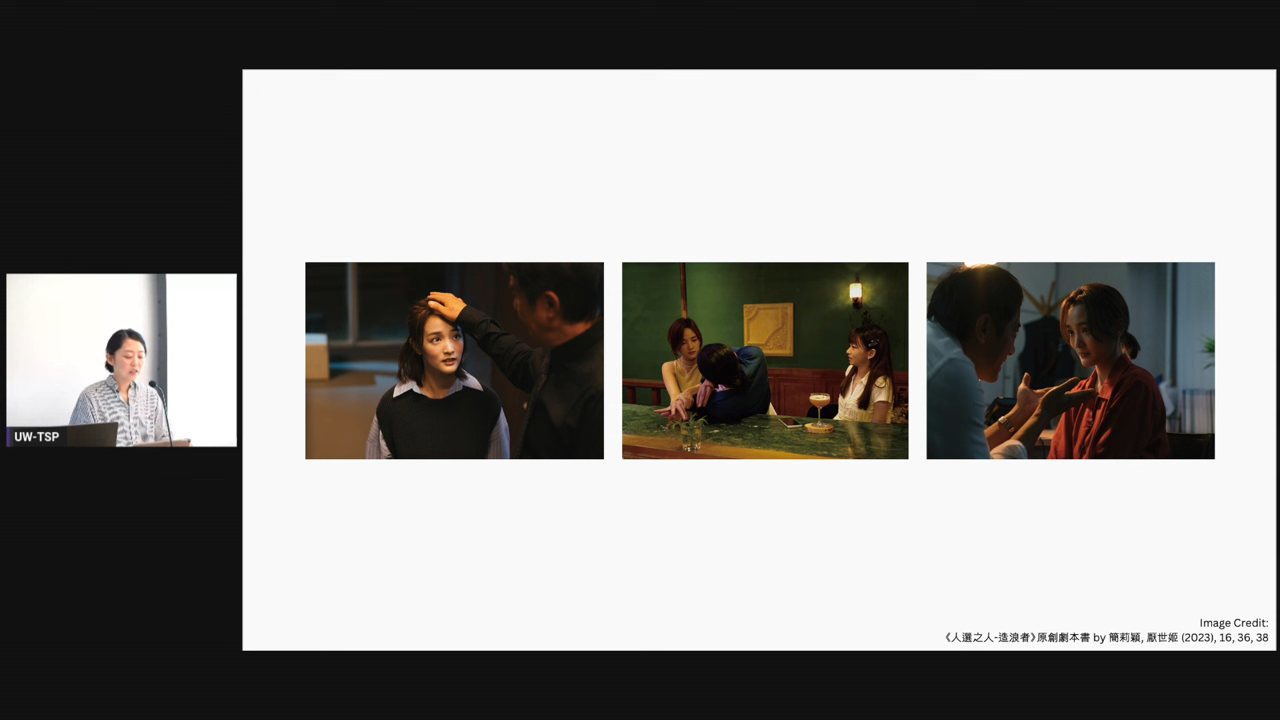 UW-TSP
Image Credit:
《人選之人-造浪者》原創劇本書 by 簡莉穎, 厭世姬 (2023), 16, 36, 38